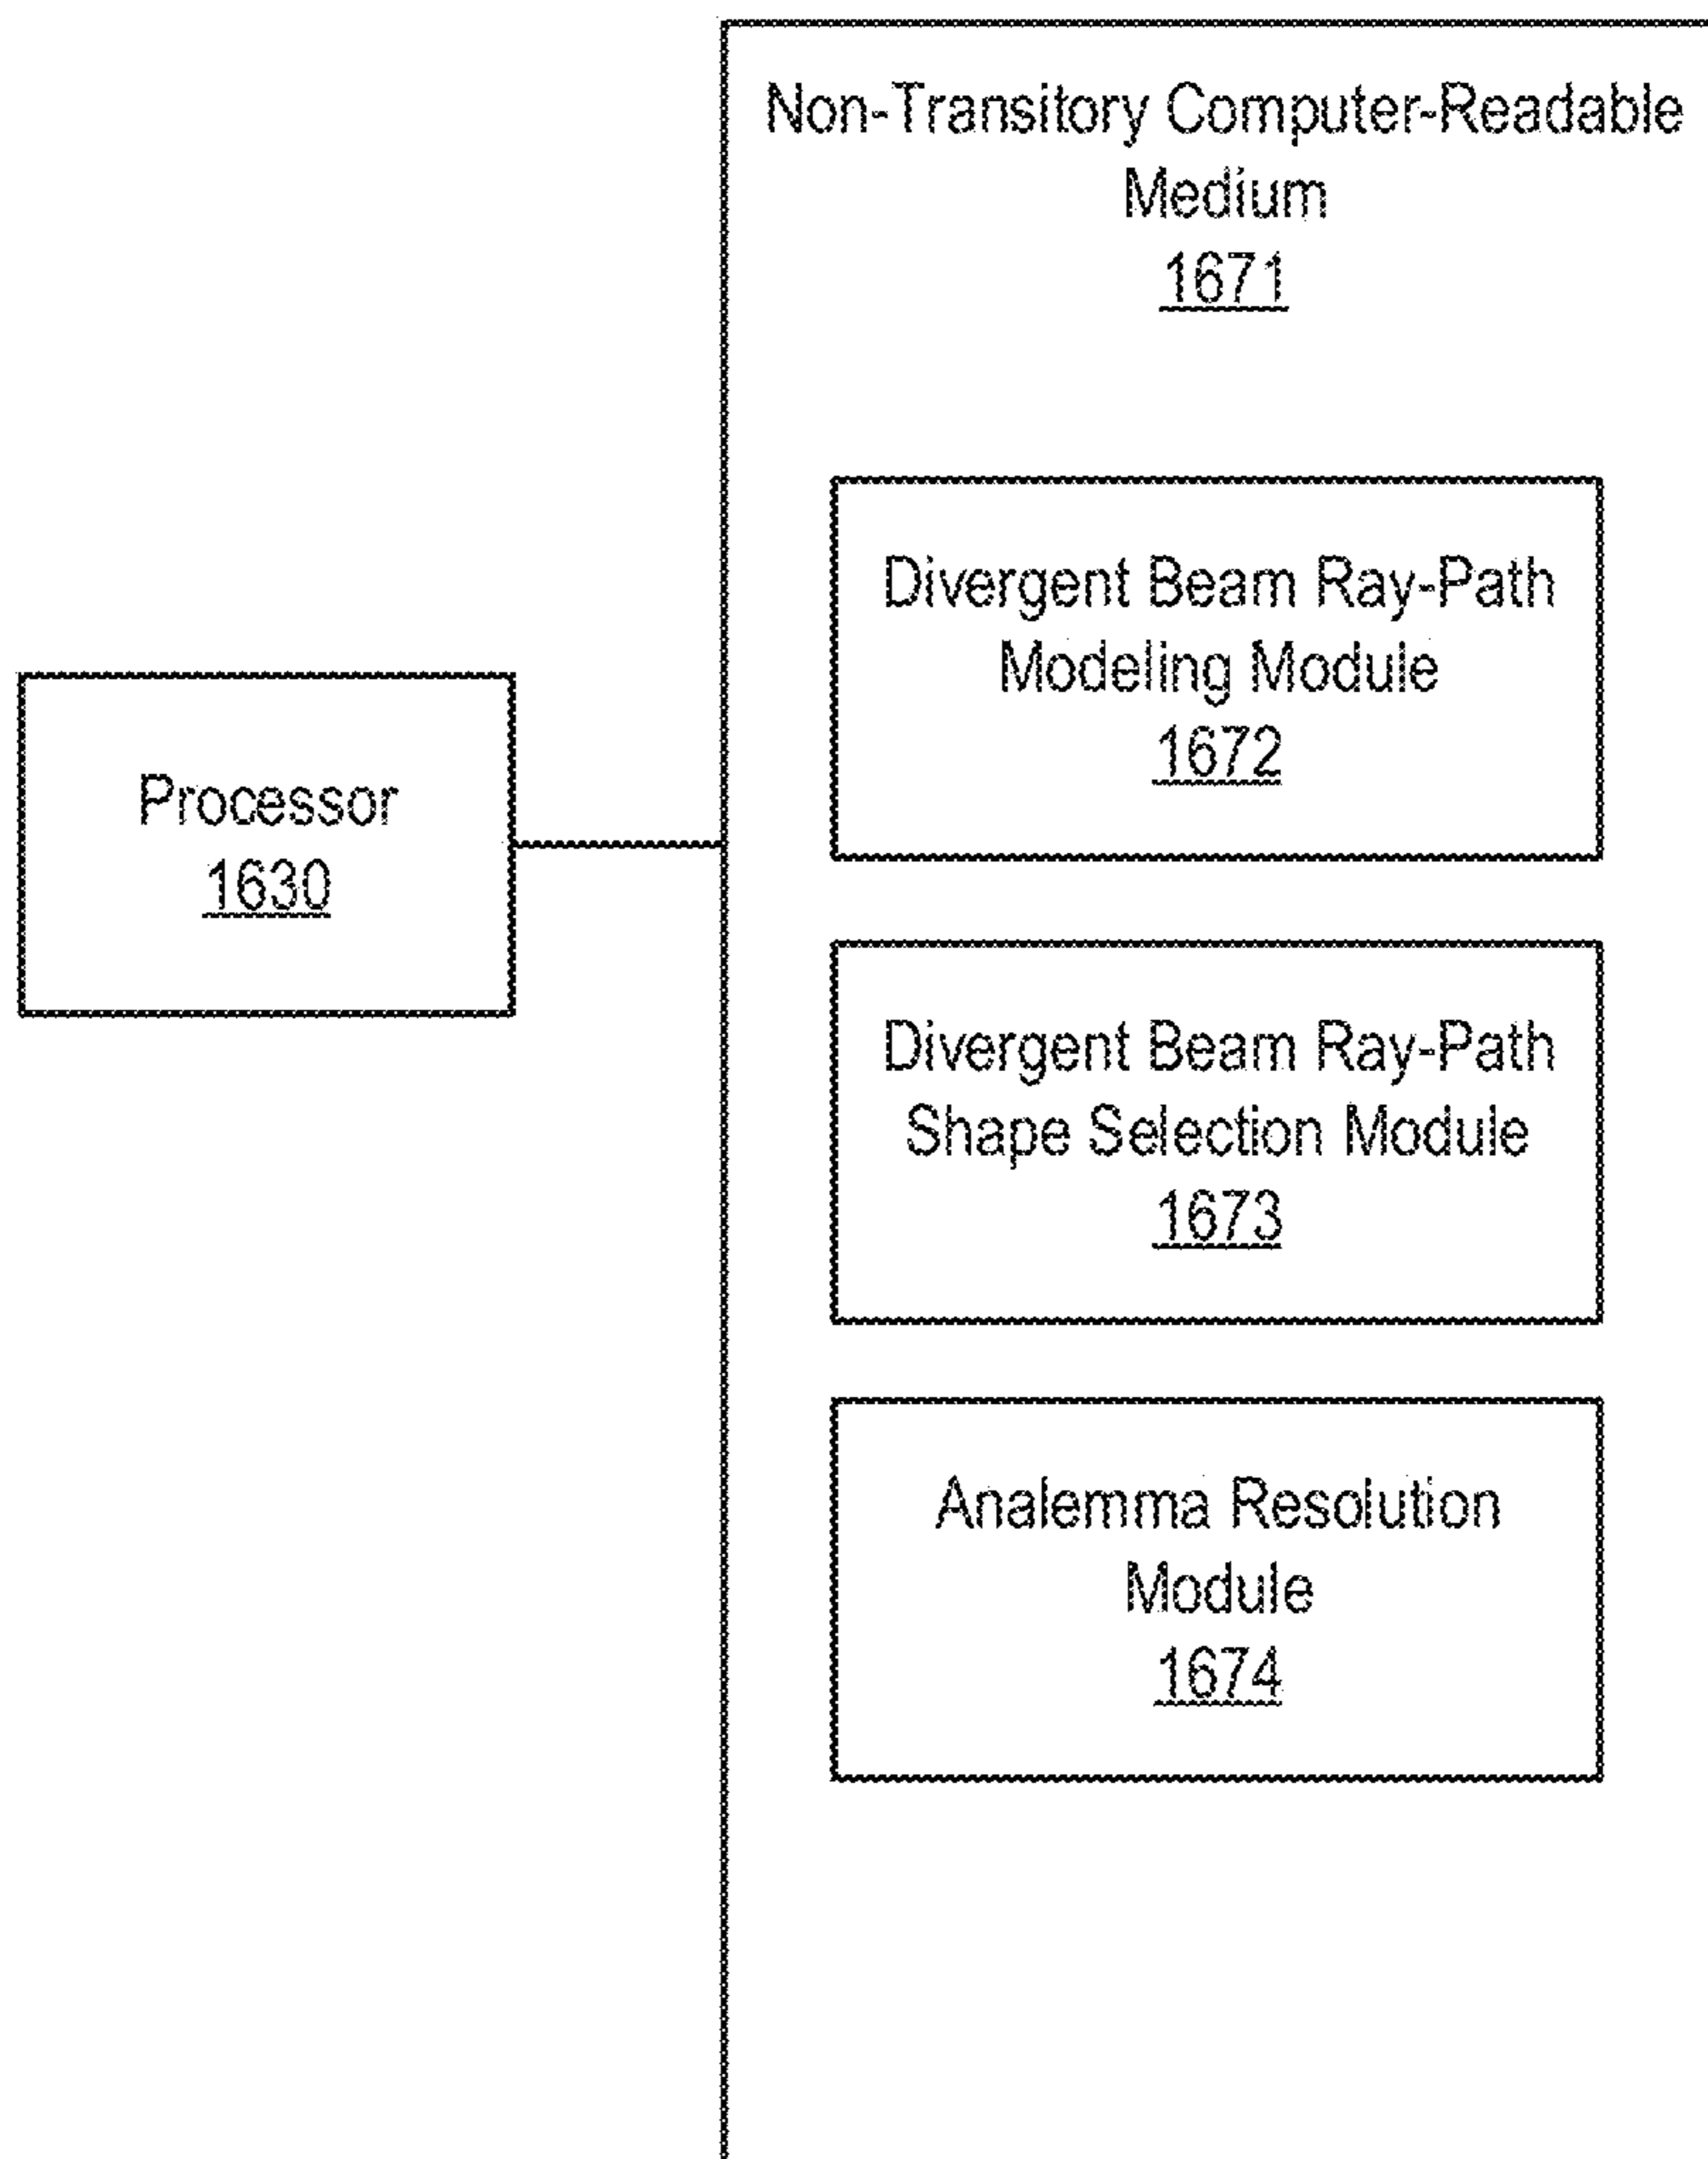 Non-Transitory Computer-Readable
Medium
1671
Divergent Beam Ray-Path
Modeling Module
1672
Processor
1630
Divergent Beam Ray-Path
Shape Selection Module
1673
Analemma Resolution
Module
1674